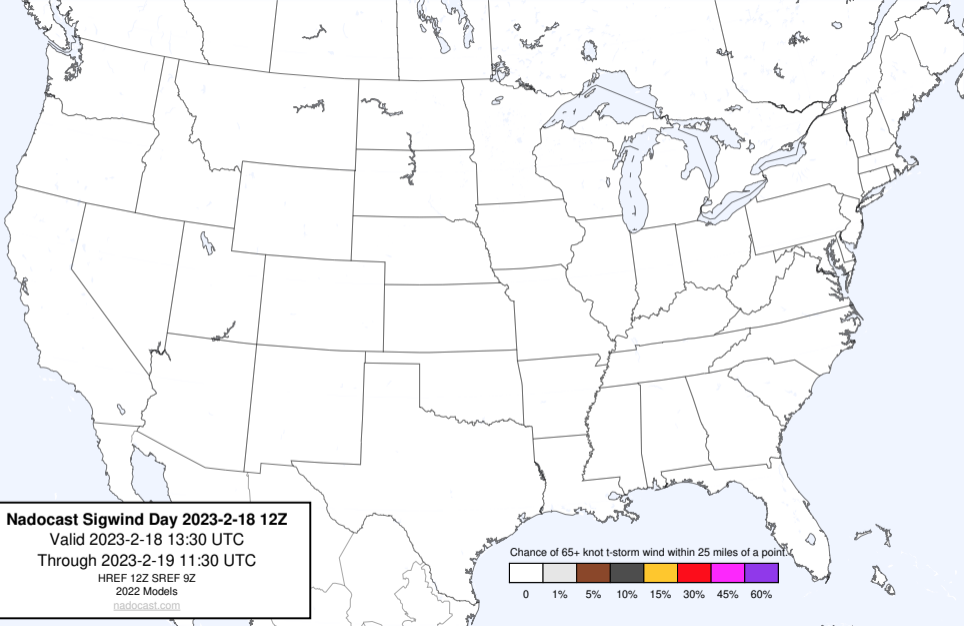 Nadocast Sigwind Day 2023-2-18 12Z
Valid 2023-2-18 13:30 UTC
Through 2023-2-19 11:30 UTC
HREF 12Z SREF 9Z
2022 Models
nadocast.com
Chance of 65+ knot t-storm wind within 25 miles of a point.
0 1% 5% 10% 15% 30% 45% 60%